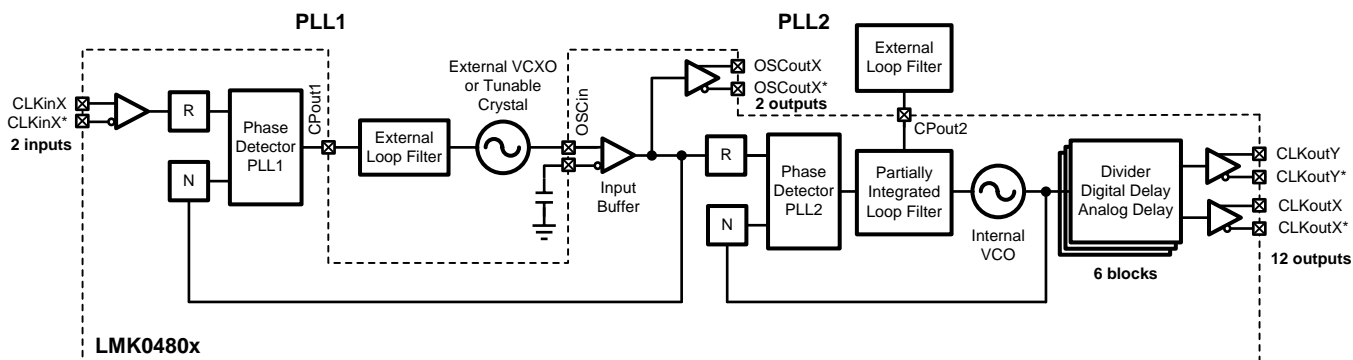 PLL1
PLL2
CLKinX
CLKinX*
2 inputs
R
N
Phase
Detector
PLL1
CPout1
External
Loop Filter
External VCXO
or Tunable
Crystal
OSCin
Input
Buffer
OSCoutX
OSCoutX*
2 outputs
External
Loop Filter
CPout2
R
N
Phase
Detector
PLL2
Partially
Integrated
Loop Filter
Internal
VCO
Divider
Digital Delay
Analog Delay
6 blocks
CLKoutY
CLKoutY*
CLKoutX
CLKoutX*
12 outputs
LMK0480x